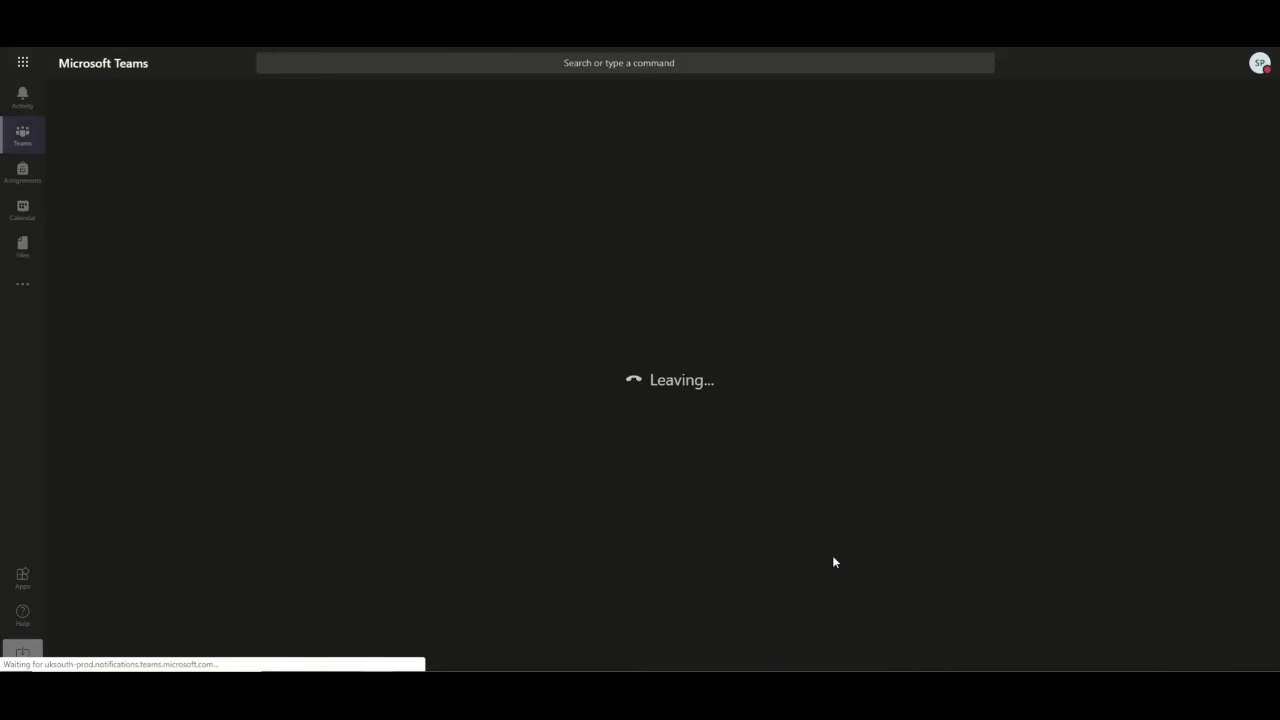 Microsoft Teams
Search or type a command
SP
Activity
Teams
Assignments
Calendar
Files
Leaving...
Apps
Help
Waiting for uksouth-prod.notifications.teams.microsoft.com...